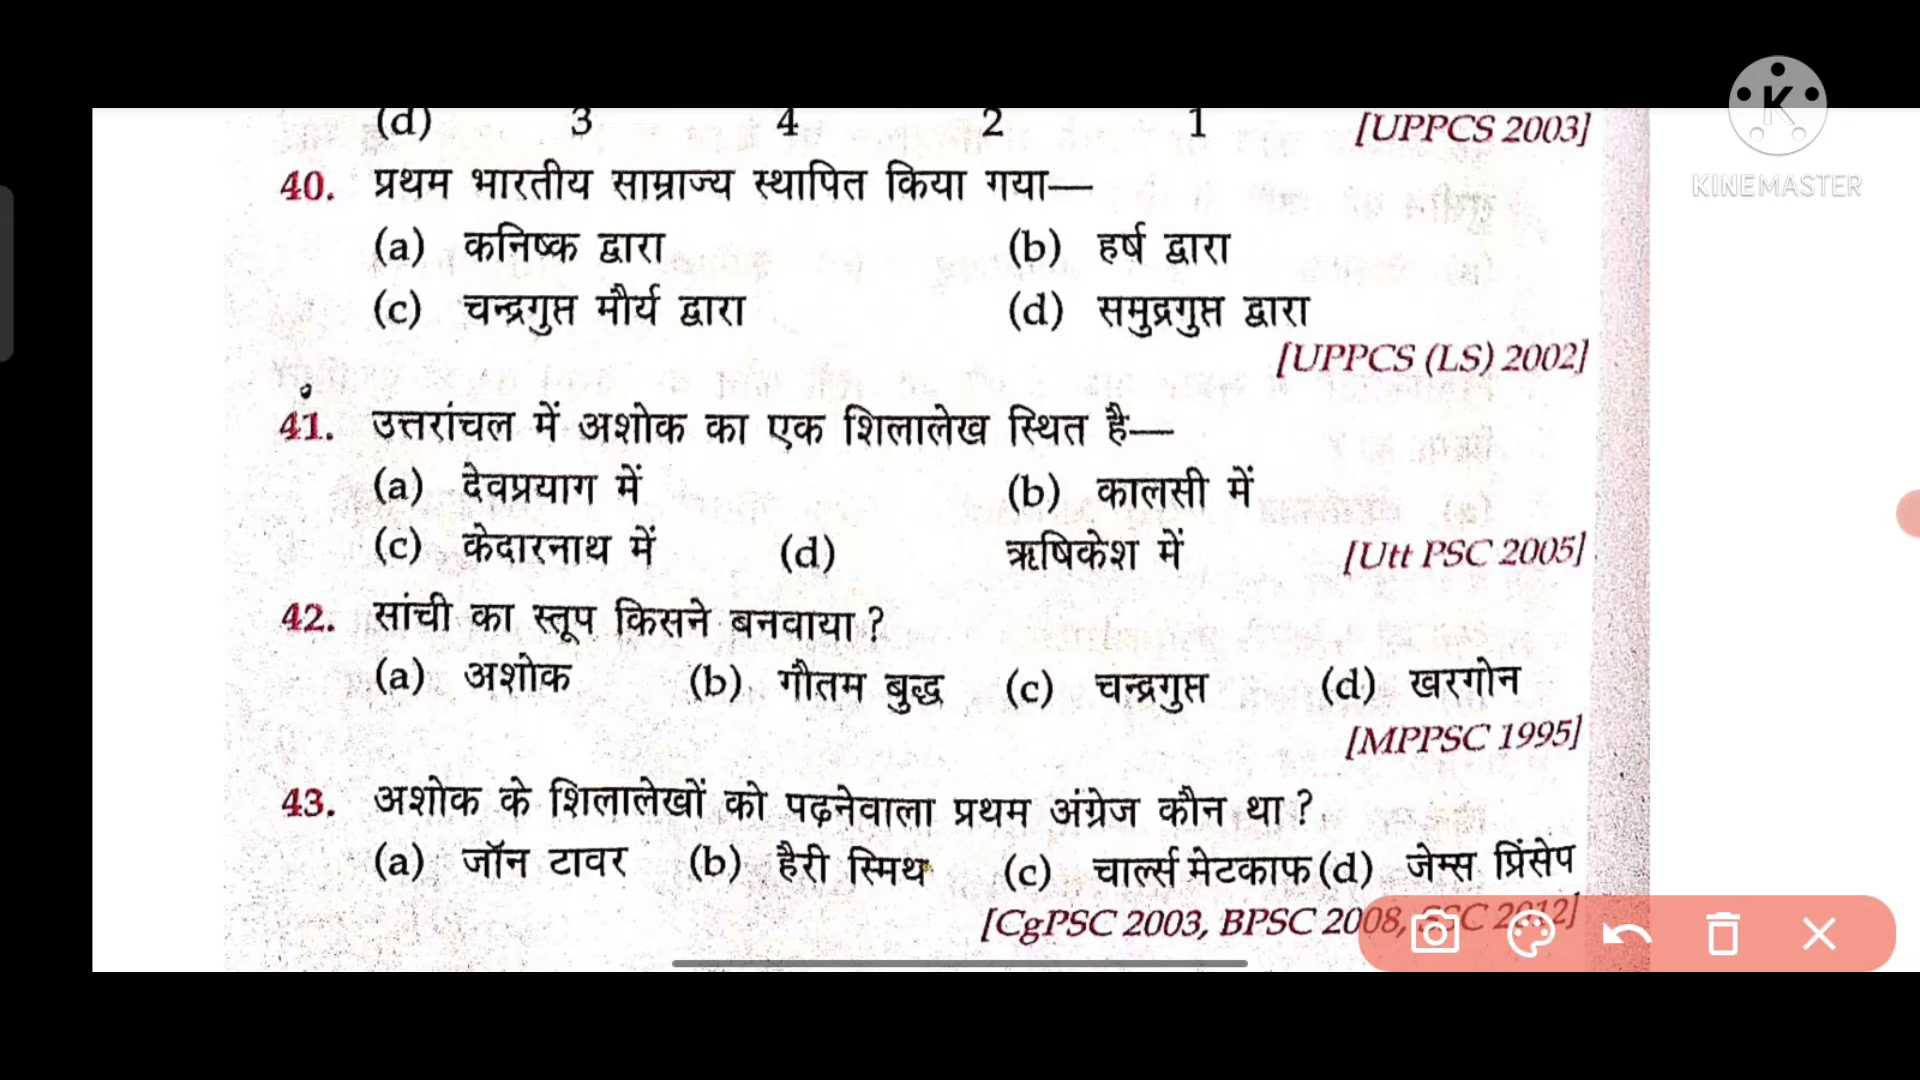 (d) 3 4 2 1 [UPPCS 2003]
KINEMASTER
40. प्रथम भारतीय साम्राज्य स्थापित किया गया—
(a) कनिष्क द्वारा (b) हर्ष द्वारा
(c) चन्द्रगुप्त मौर्य द्वारा (d) समुद्रगुप्त द्वारा
[UPPCS (LS) 2002]
41. उत्तरांचल में अशोक का एक शिलालेख स्थित है—
(a) देवप्रयाग में (b) कालसी में
(c) केदारनाथ में (d) ऋषिकेश में [Utt PSC 2005]
42. सांची का स्तूप किसने बनवाया?
(a) अशोक (b) गौतम बुद्ध (c) चन्द्रगुप्त (d) खरगोन
[MPPSC 1995]
43. अशोक के शिलालेखों को पढ़नेवाला प्रथम अंग्रेज कौन था?
(a) जॉन टावर (b) हैरी स्मिथ (c) चार्ल्स मेटकाफ (d) जेम्स प्रिंसेप
[CgPSC 2003, BPSC 2008, SSC 2012]